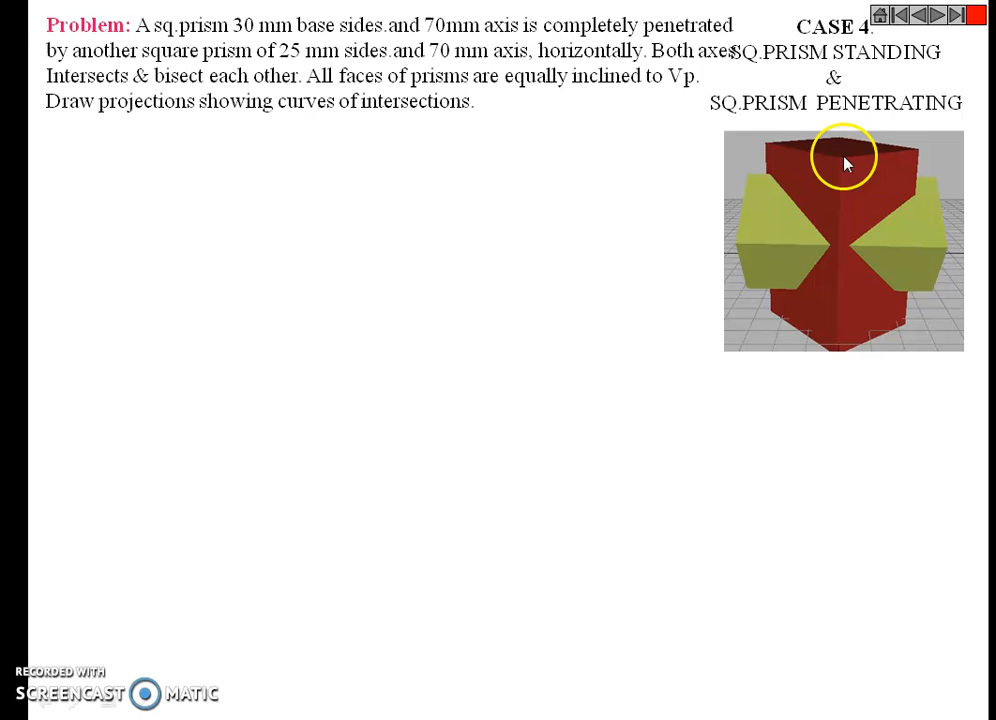 Problem: A sq.prism 30 mm base sides.and 70mm axis is completely penetrated
by another square prism of 25 mm sides.and 70 mm axis, horizontally. Both axes
Intersects & bisect each other. All faces of prisms are equally inclined to Vp.
Draw projections showing curves of intersections.
CASE 4.
SQ.PRISM STANDING
&
SQ.PRISM PENETRATING
RECORDED WITH
SCREENCAST MATIC